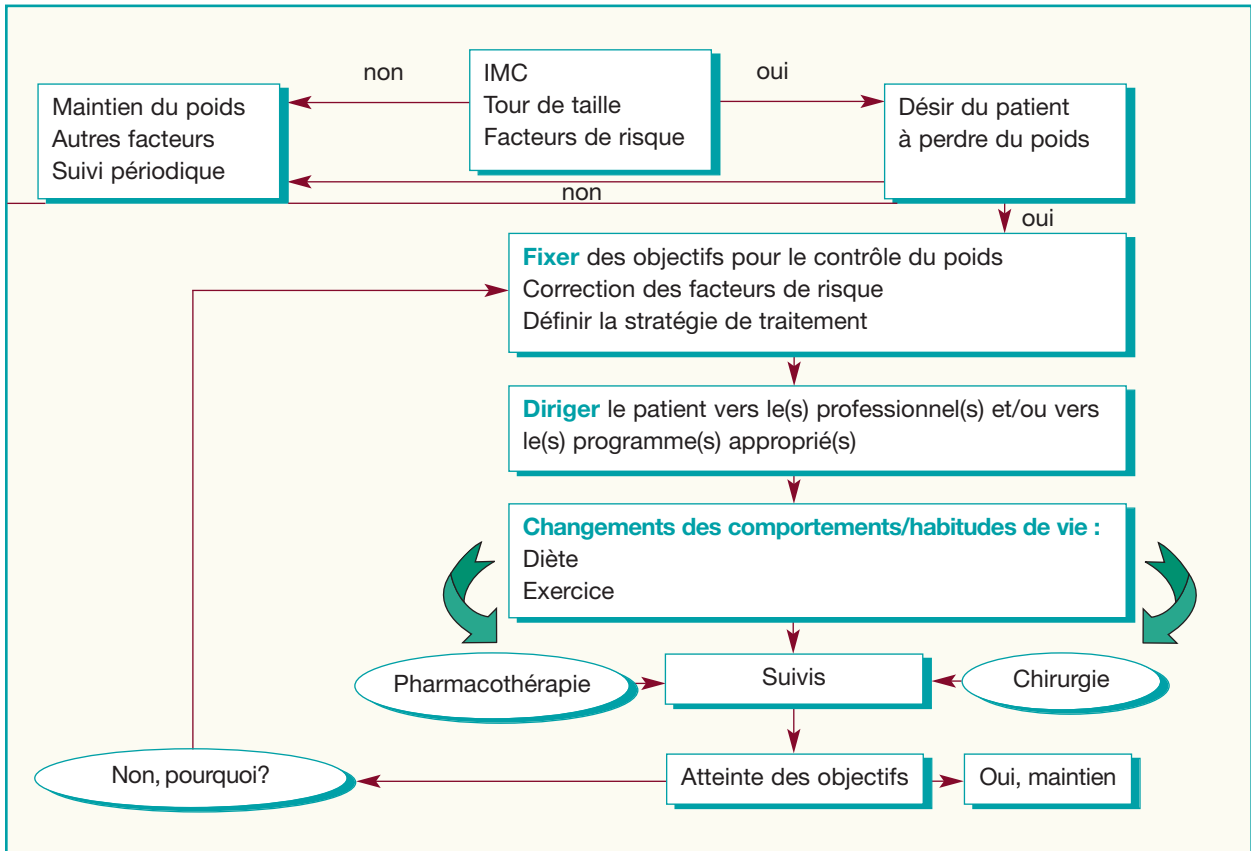 non
IMC
Tour de taille
Facteurs de risque
oui
Maintien du poids
Autres facteurs
Suivi périodique
Désir du patient
à perdre du poids
non
oui
Fixer des objectifs pour le contrôle du poids
Correction des facteurs de risque
Définir la stratégie de traitement
Diriger le patient vers le(s) professionnel(s) et/ou vers
le(s) programme(s) approprié(s)
Changements des comportements/habitudes de vie :
Diète
Exercice
Pharmacothérapie
Suivis
Chirurgie
Non, pourquoi?
Atteinte des objectifs
Oui, maintien